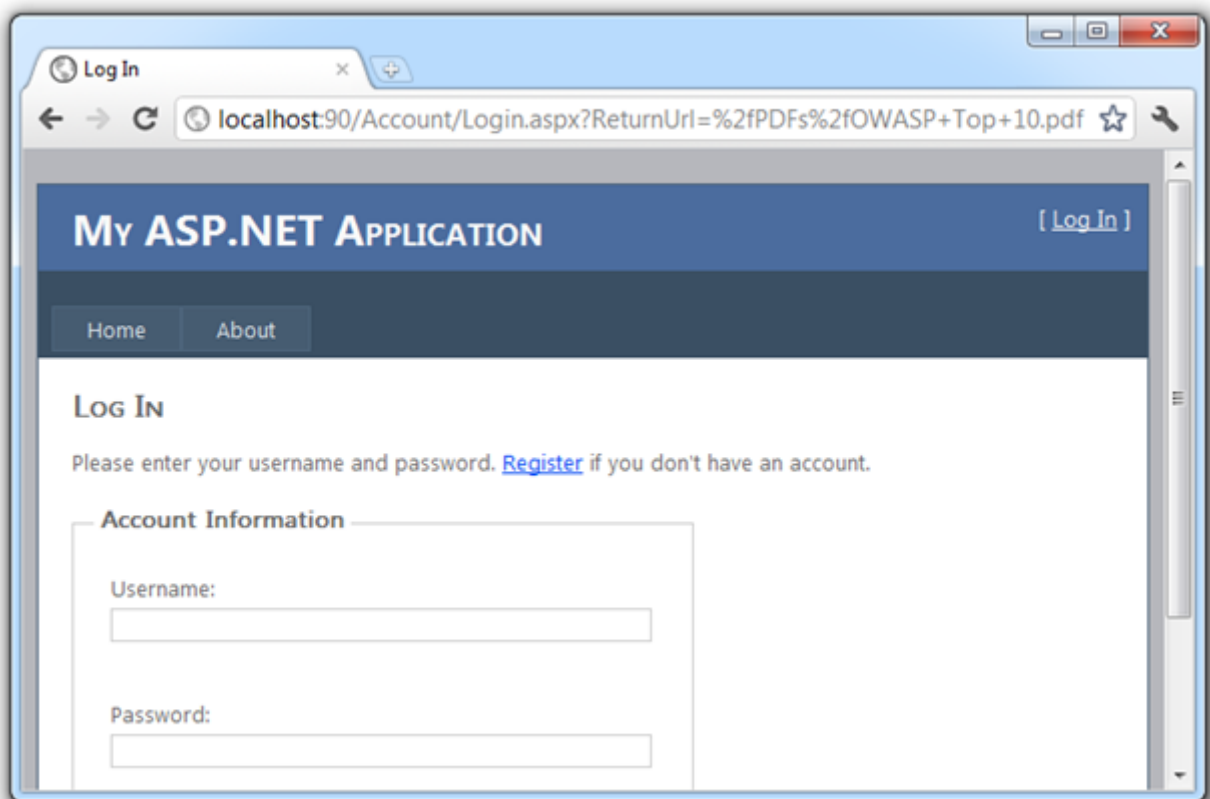 Log In
localhost:90/Account/Login.aspx?ReturnUrl=%2fPDFs%2fOWASP+Top+10.pdf
My ASP.NET Application
[ Log In ]
Home About
Log In
Please enter your username and password. Register if you don't have an account.
Account Information
Username:
Password: